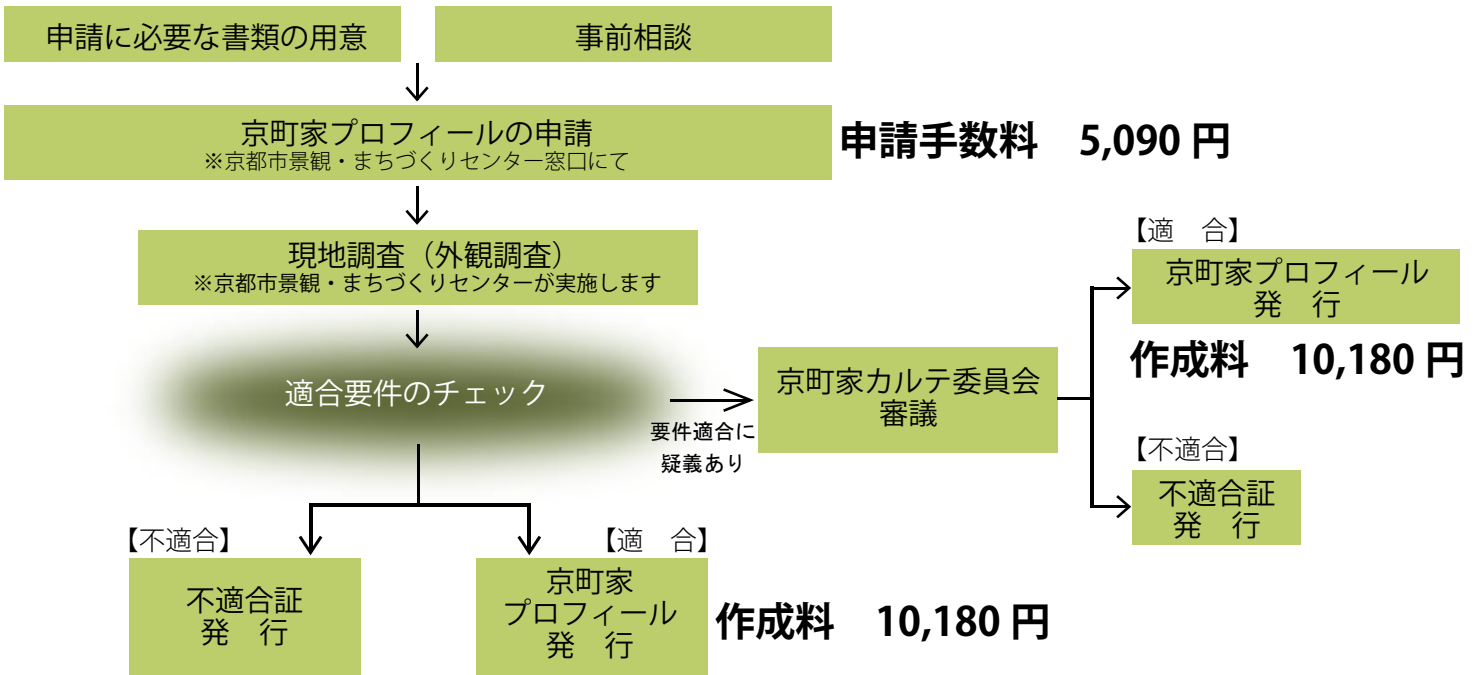 申請に必要な書類の用意
事前相談
京町家プロフィールの申請
※京都市景観・まちづくりセンター窓口にて
申請手数料　5,090 円
現地調査（外観調査）
※京都市景観・まちづくりセンターが実施します
適合要件のチェック
要件適合に
疑義あり
京町家カルテ委員会
審議
【適　合】
京町家プロフィール
発　行
作成料　10,180 円
【不適合】
不適合証
発　行
【不適合】
不適合証
発　行
【適　合】
京町家
プロフィール
発　行
作成料　10,180 円